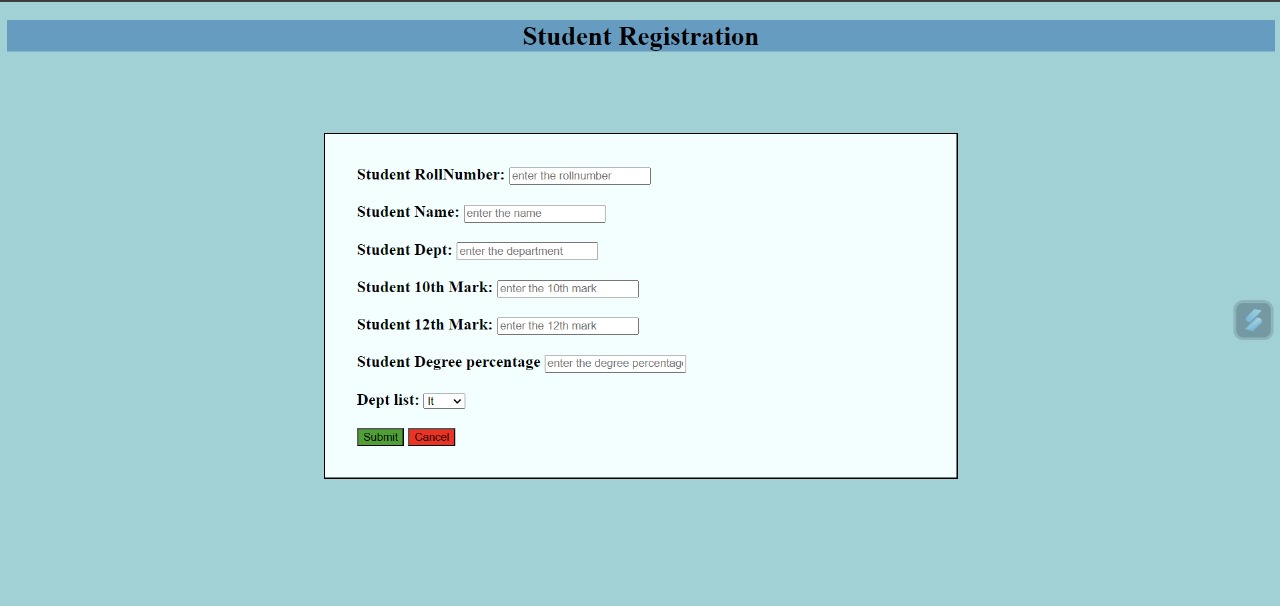 Student Registration
Student RollNumber: enter the rollnumber
Student Name: enter the name
Student Dept: enter the department
Student 10th Mark: enter the 10th mark
Student 12th Mark: enter the 12th mark
Student Degree percentage enter the degree percentag
Dept list: It
Submit Cancel